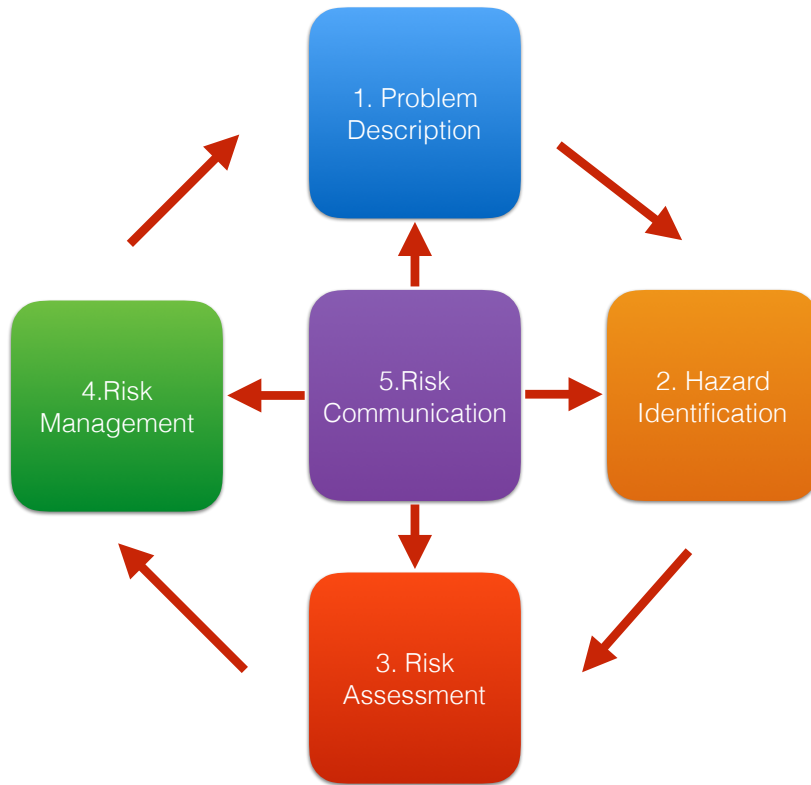 1. Problem
Description
4.Risk
Management
5.Risk
Communication
2. Hazard
Identification
3. Risk
Assessment